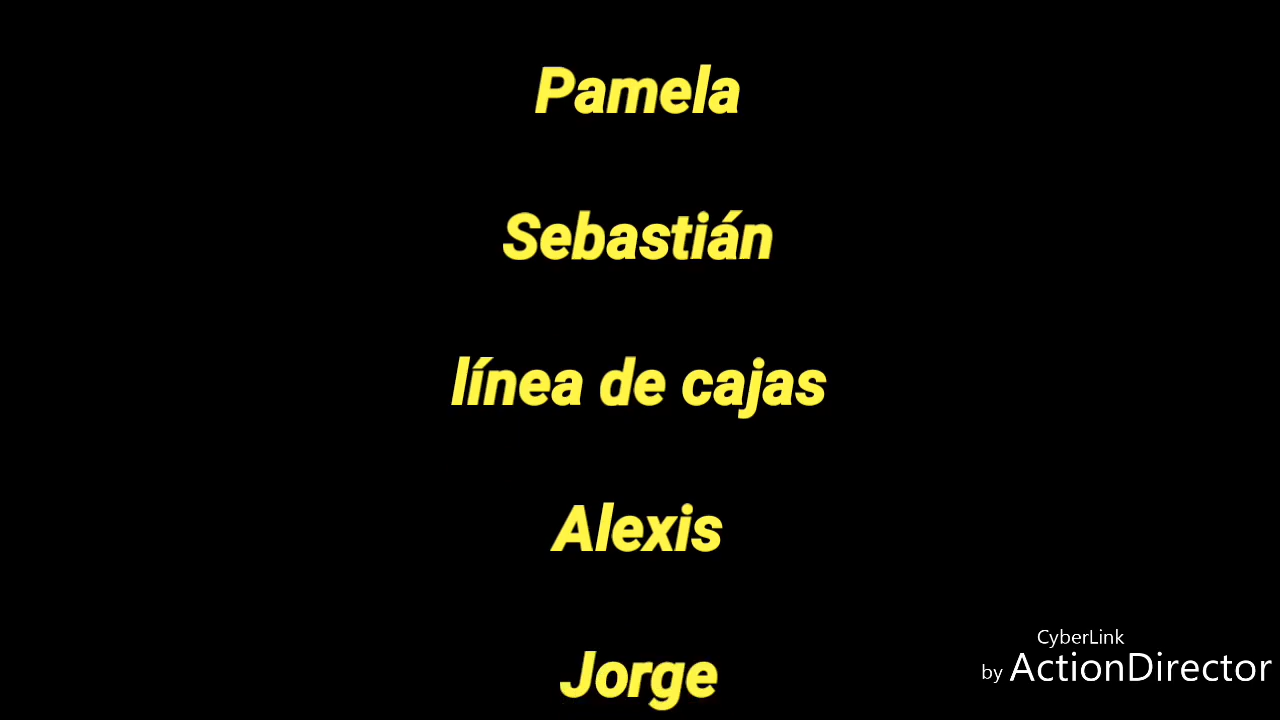 Pamela
Sebastián
línea de cajas
Alexis
Jorge
CyberLink
by ActionDirector